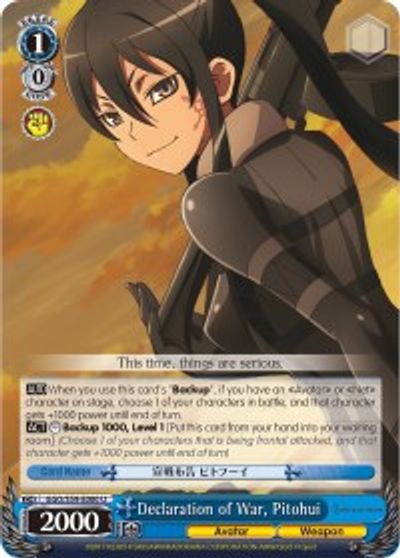 LEVEL
1
0
This time, things are serious.
AUTO When you use this card's "Backup", if you have an <Avatar> or <Net>
character on stage, choose 1 of your characters in battle, and that character
gets +1000 power until end of turn.
ACT Backup 1000, Level 1 [Put this card from your hand into your waiting
room] (Choose 1 of your characters that is being frontal attacked, and that
character gets +1000 power until end of turn)
Card Name 宣戦布告 ピトフーイ
2000
Declaration of War, Pitohui
Avatar Weapon